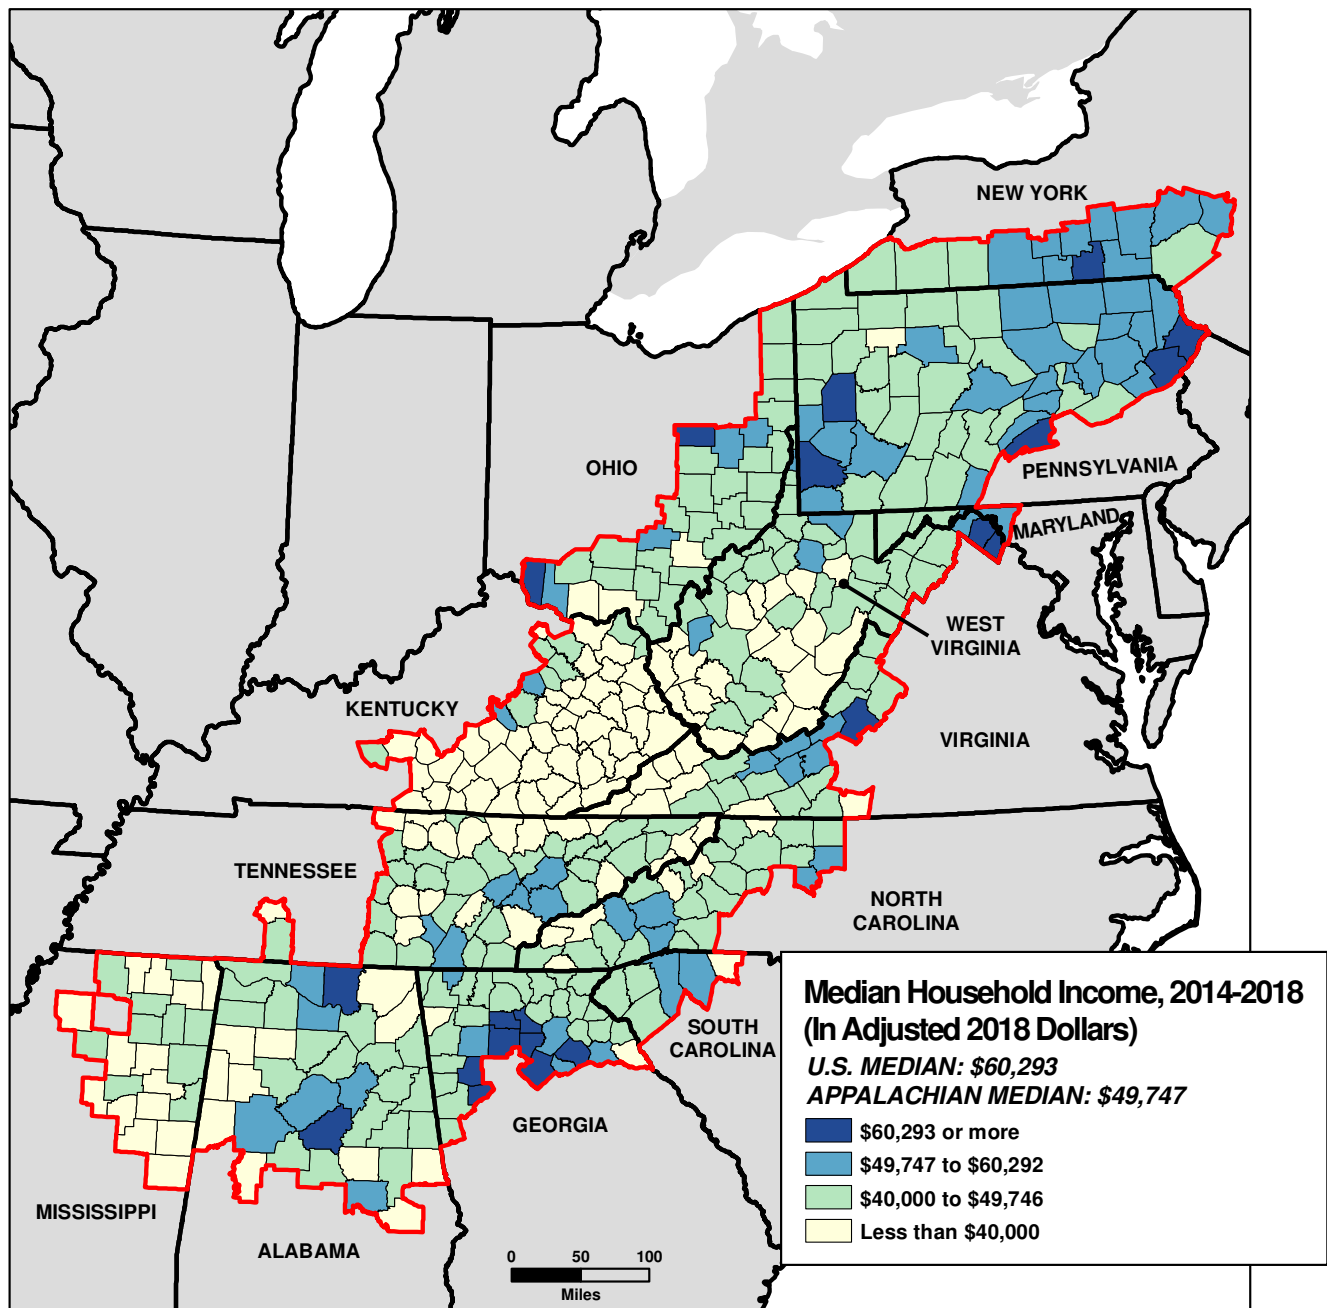 NEW YORK
OHIO
PENNSYLVANIA
MARYLAND
WEST
VIRGINIA
KENTUCKY
VIRGINIA
TENNESSEE
NORTH
CAROLINA
SOUTH
CAROLINA
GEORGIA
MISSISSIPPI
ALABAMA
0 50 100
Miles
Median Household Income, 2014-2018
(In Adjusted 2018 Dollars)
U.S. MEDIAN: $60,293
APPALACHIAN MEDIAN: $49,747
$60,293 or more
$49,747 to $60,292
$40,000 to $49,746
Less than $40,000